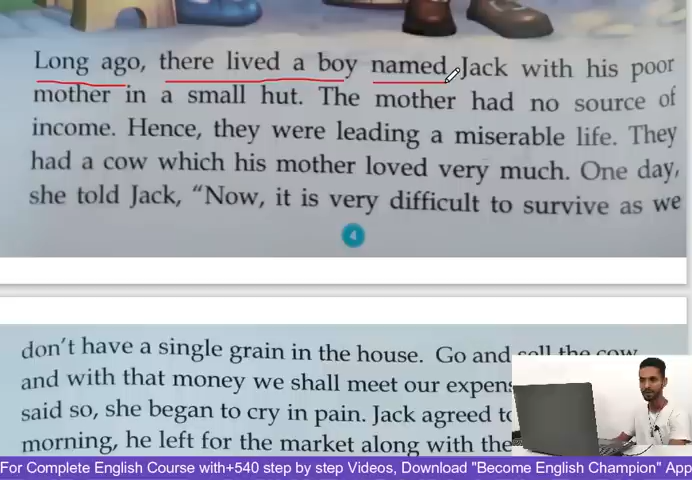 Long ago, there lived a boy named Jack with his poor
mother in a small hut. The mother had no source of
income. Hence, they were leading a miserable life. They
had a cow which his mother loved very much. One day,
she told Jack, “Now, it is very difficult to survive as we
4
don't have a single grain in the house. Go and sell the cow
and with that money we shall meet our
said so, she began to cry in pain. Jack agreed
morning, he left for the market along with the
For Complete English Course with+540 step by step Videos, Download "Become English Champion" App